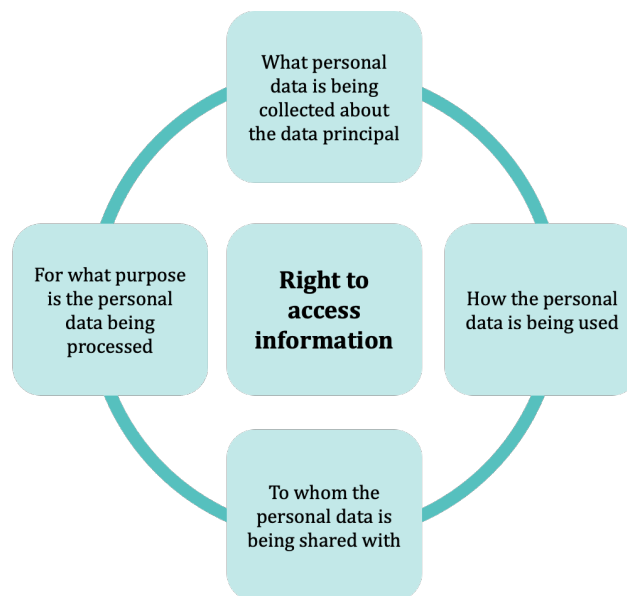 What personal
data is being
collected about
the data principal
For what purpose
is the personal
data being
processed
Right to
access
information
How the personal
data is being used
To whom the
personal data is
being shared with